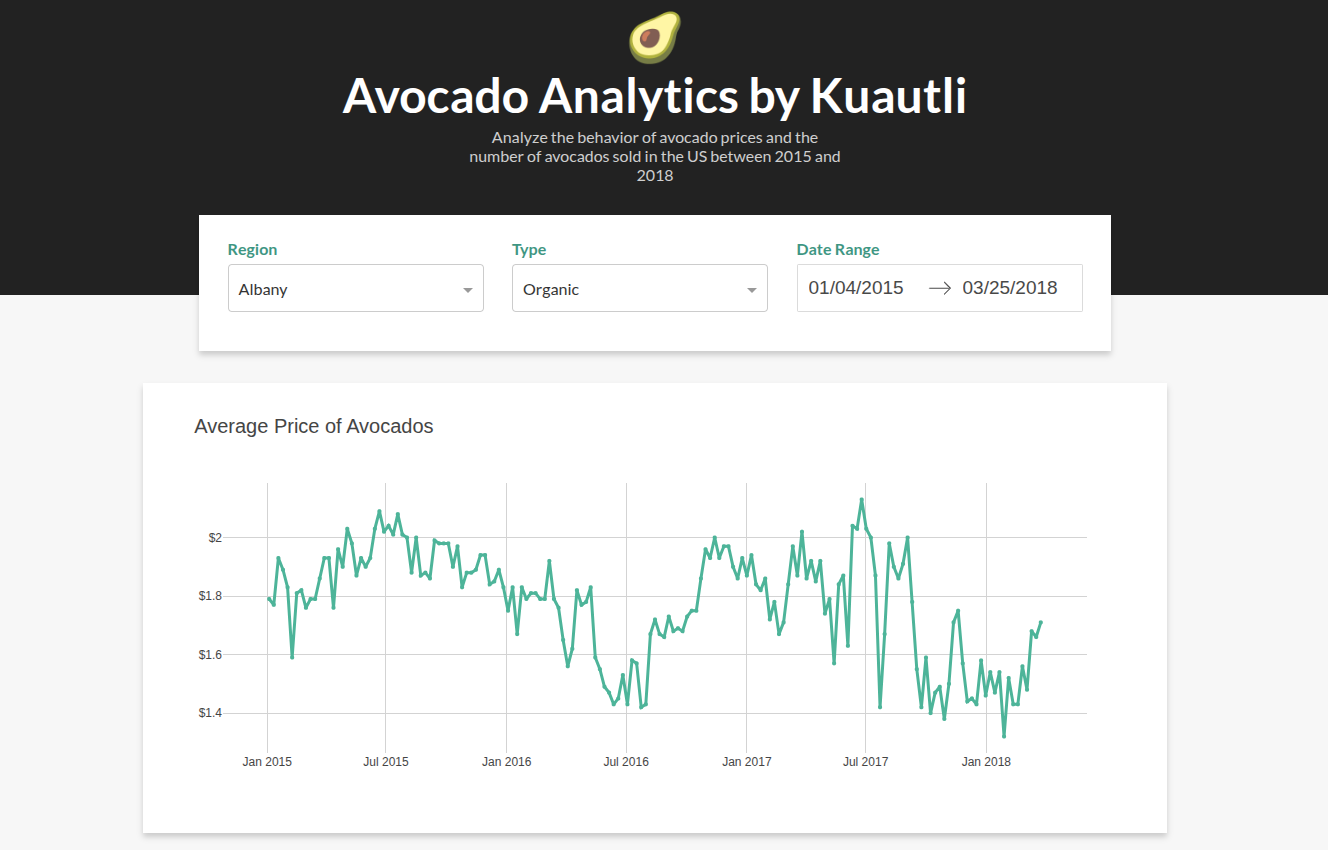 Avocado Analytics by Kuautli
Analyze the behavior of avocado prices and the
number of avocados sold in the US between 2015 and
2018
Region
Type
Date Range
Albany
Organic
01/04/2015
03/25/2018
Average Price of Avocados
$2
$1.8
$1.6
$1.4
Jan 2015
Jul 2015
Jan 2016
Jul 2016
Jan 2017
Jul 2017
Jan 2018